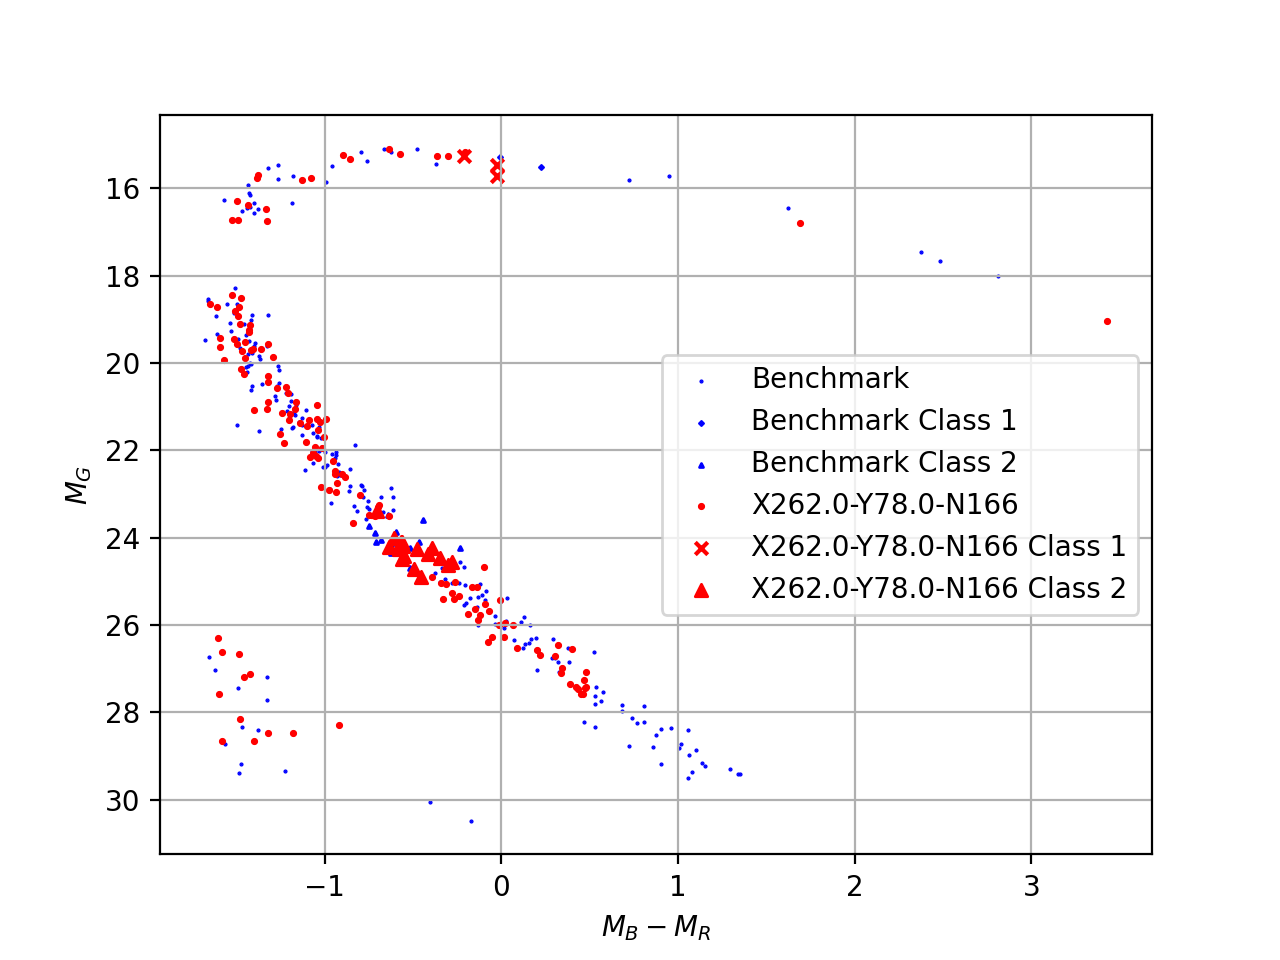 16
18
20
22
24
26
28
30
M_G
Benchmark
Benchmark Class 1
Benchmark Class 2
X262.0-Y78.0-N166
X262.0-Y78.0-N166 Class 1
X262.0-Y78.0-N166 Class 2
−1 0 1 2 3
M_B − M_R